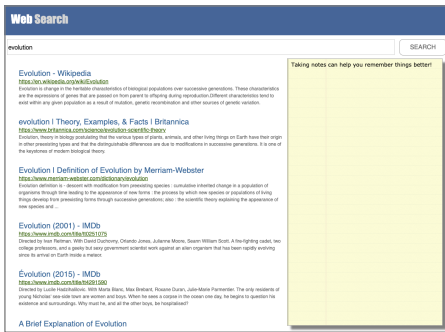 Web Search
evolution
SEARCH
Taking notes can help you remember things better!
Evolution - Wikipedia
https://en.wikipedia.org/wiki/Evolution
Evolution is change in the heritable characteristics of biological populations over successive generations. These characteristics
are the expressions of genes that are passed on from parent to offspring during reproduction.Different characteristics tend to
exist within any given population as a result of mutation, genetic recombination and other sources of genetic variation.
evolution | Theory, Examples, & Facts | Britannica
https://www.britannica.com/science/evolution-scientific-theory
Evolution, theory in biology postulating that the various types of plants, animals, and other living things on Earth have their origin
in other preexisting types and that the distinguishable differences are due to modifications in successive generations. It is one of
the keystones of modern biological theory.
Evolution | Definition of Evolution by Merriam-Webster
https://www.merriam-webster.com/dictionary/evolution
Evolution definition is - descent with modification from preexisting species : cumulative inherited change in a population of
organisms through time leading to the appearance of new forms : the process by which new species or populations of living
things develop from preexisting forms through successive generations; also : the scientific theory explaining the appearance of
new species and ...
Evolution (2001) - IMDb
https://www.imdb.com/title/tt0251075
Directed by Ivan Reitman. With David Duchovny, Orlando Jones, Julianne Moore, Seann William Scott. A fire-fighting cadet, two
college professors, and a geeky but sexy government scientist work against an alien organism that has been rapidly evolving
since its arrival on Earth inside a meteor.
Évolution (2015) - IMDb
https://www.imdb.com/title/tt4291590
Directed by Lucile Hadzihalilovic. With Max Brebant, Roxane Duran, Julie-Marie Parmentier. The only residents of
young Nicholas' sea-side town are women and boys. When he sees a corpse in the ocean one day, he begins to question his
existence and surroundings. Why must he, and all the other boys, be hospitalised?
A Brief Explanation of Evolution